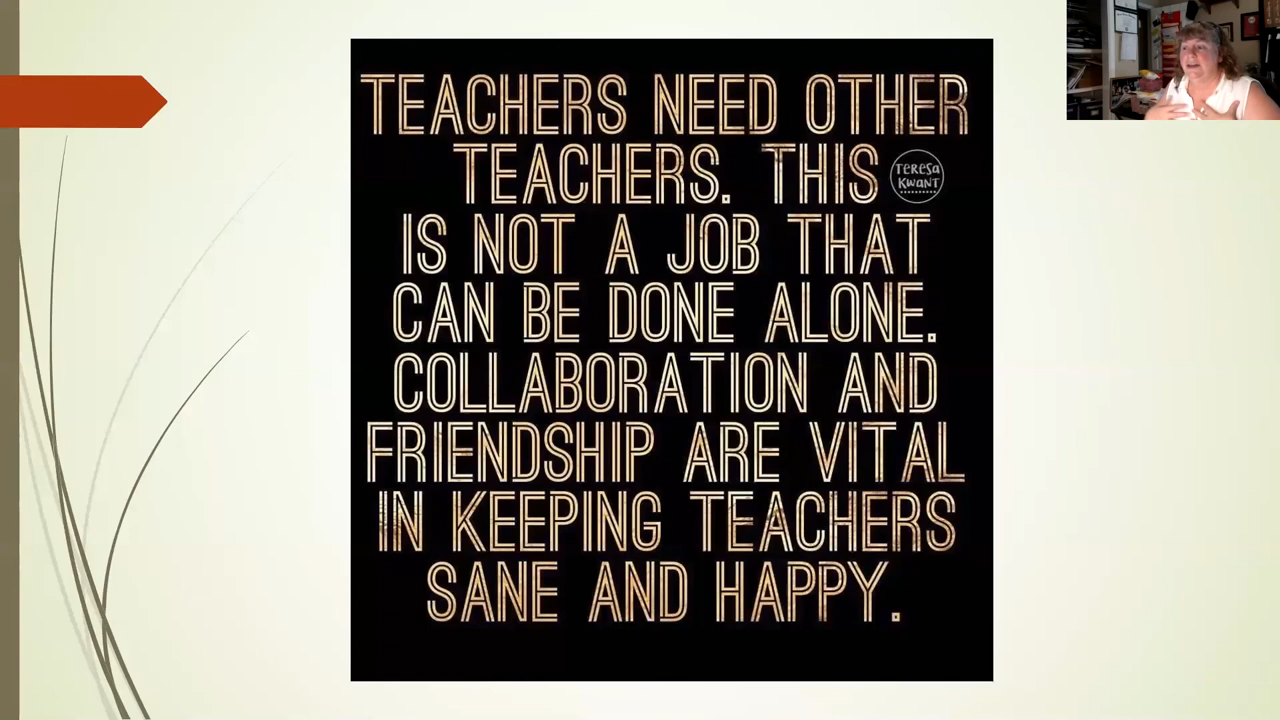 TEACHERS NEED OTHER
TEACHERS. THIS
TERESA
KWANT
IS NOT A JOB THAT
CAN BE DONE ALONE.
COLLABORATION AND
FRIENDSHIP ARE VITAL
IN KEEPING TEACHERS
SANE AND HAPPY.